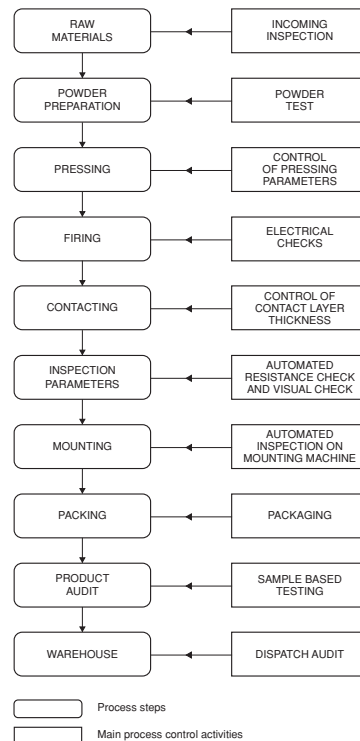 RAW
MATERIALS
INCOMING
INSPECTION
POWDER
PREPARATION
POWDER
TEST
PRESSING
CONTROL
OF PRESSING
PARAMETERS
FIRING
ELECTRICAL
CHECKS
CONTACTING
CONTROL OF
CONTACT LAYER
THICKNESS
INSPECTION
PARAMETERS
AUTOMATED
RESISTANCE CHECK
AND VISUAL CHECK
MOUNTING
AUTOMATED
INSPECTION ON
MOUNTING MACHINE
PACKING
PACKAGING
PRODUCT
AUDIT
SAMPLE BASED
TESTING
WAREHOUSE
DISPATCH AUDIT
Process steps
Main process control activities